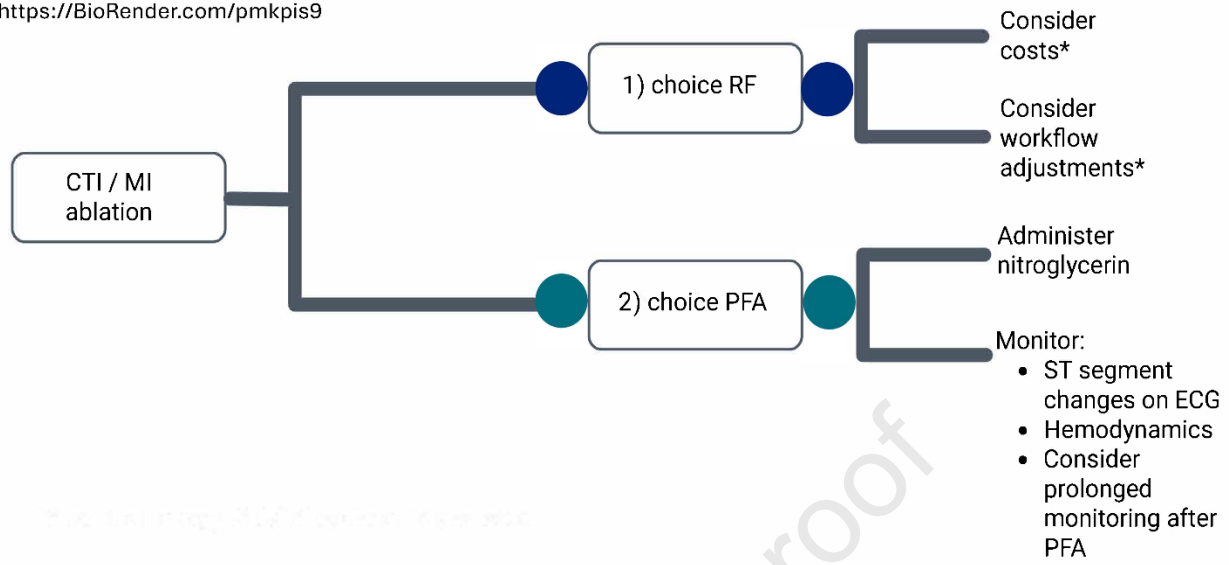 https://BioRender.com/pmkpis9
CTI / MI
ablation
1) choice RF
Consider
costs*
Consider
workflow
adjustments*
2) choice PFA
Administer
nitroglycerin
Monitor:
• ST segment
changes on ECG
• Hemodynamics
• Consider
prolonged
monitoring after
PFA
roof